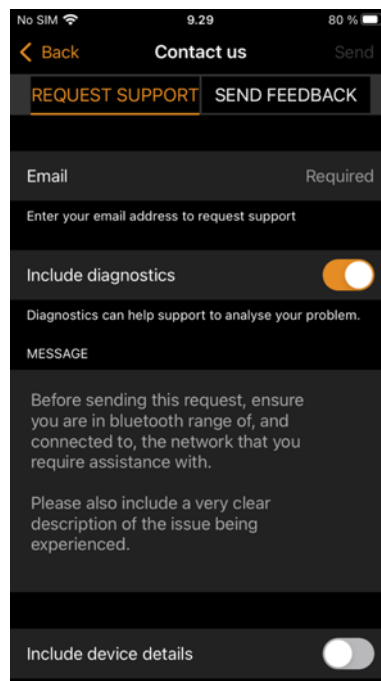 No SIM 9.29 80 %
Back Contact us Send
REQUEST SUPPORT SEND FEEDBACK
Email Required
Enter your email address to request support
Include diagnostics
Diagnostics can help support to analyse your problem.
MESSAGE
Before sending this request, ensure
you are in bluetooth range of, and
connected to, the network that you
require assistance with.
Please also include a very clear
description of the issue being
experienced.
Include device details